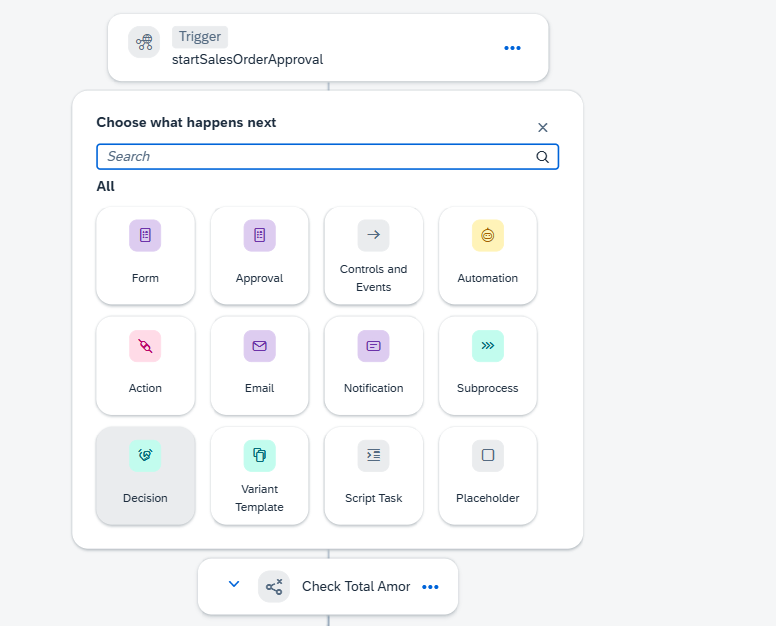 Trigger
startSalesOrderApproval
Choose what happens next
Search
All
Form
Approval
Controls and
Events
Automation
Action
Email
Notification
Subprocess
Decision
Variant
Template
Script Task
Placeholder
Check Total Amor